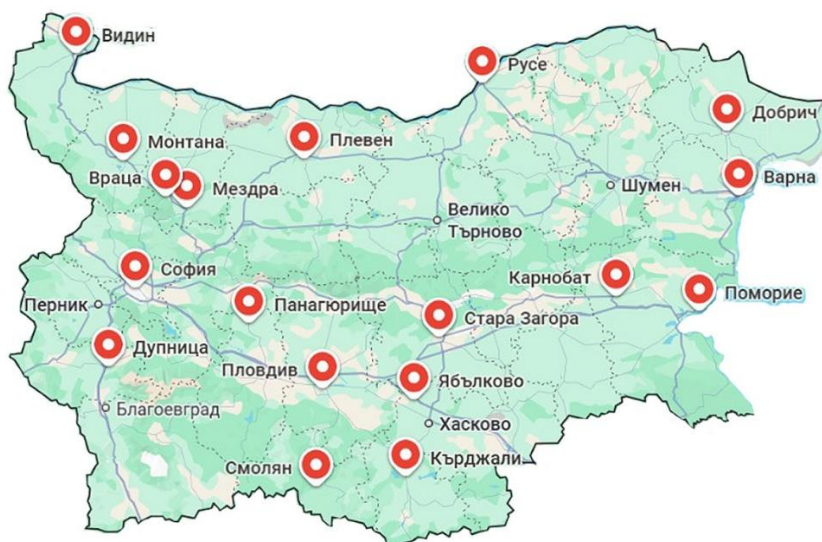 Видин
Русе
Добрич
Монтана
Плевен
Враца
Мездра
Шумен
Варна
Велико
Търново
София
Карнобат
Перник
Панагюрище
Поморие
Стара Загора
Дупница
Пловдив
Ябълково
Благоевград
Хасково
Смолян
Кърджали